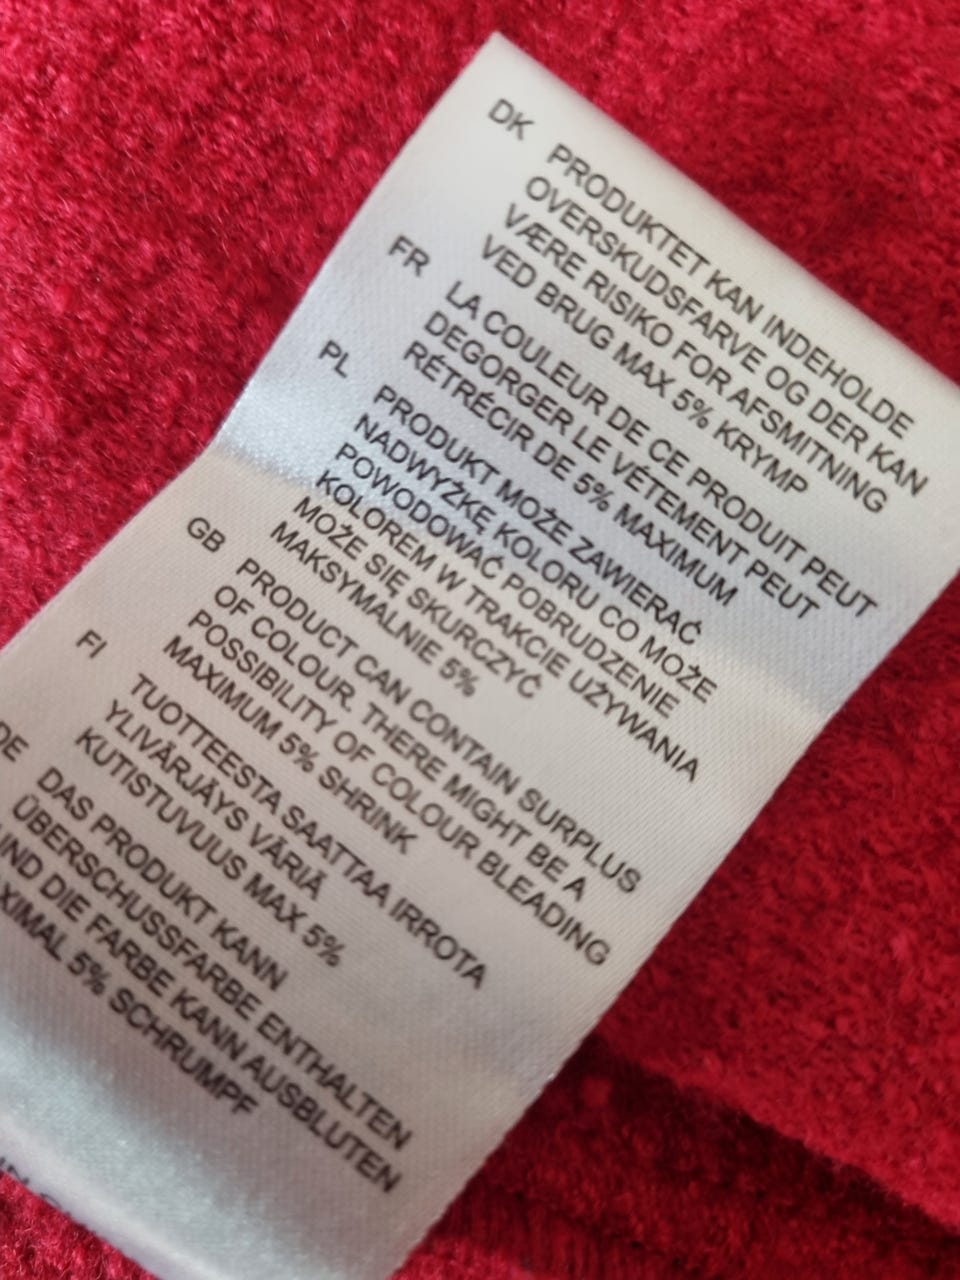 DK PRODUKTET KAN INDEHOLDE
OVERSKUDSFARVE OG DER KAN
VÆRE RISIKO FOR AFSMITNING
VED BRUG MAX 5% KRYMP
FR LA COULEUR DE CE PRODUIT PEUT
DEGORGER LE VÉTEMENT PEUT
RÉTRÉCIR DE 5% MAXIMUM
PL PRODUKT MOŻE ZAWIERAĆ
NADWYŻKĘ KOLORU CO MOŻE
POWODOWAĆ POBRUDZENIE
KOLOREM W TRAKCIE UŻYWANIA
MOŻE SIĘ SKURCZYĆ
MAKSYMALNIE 5%
GB PRODUCT CAN CONTAIN SURPLUS
OF COLOUR. THERE MIGHT BE A
POSSIBILITY OF COLOUR BLEADING
MAXIMUM 5% SHRINK
FI TUOTTEESTA SAATTAA IRROTA
YLIVÄRJÄYS VÄRIÄ
KUTISTUVUUS MAX 5%
DE DAS PRODUKT KANN
ÜBERSCHUSSFARBE ENTHALTEN
UND DIE FARBE KANN AUSBLUTEN
XIMAL 5% SCHRUMPF